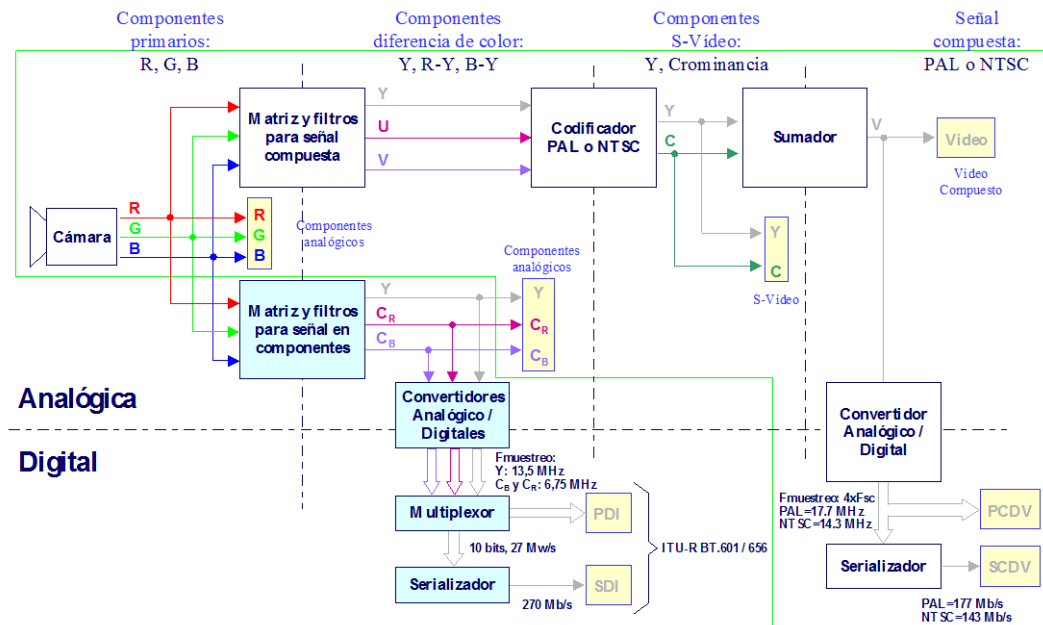 Componentes
primarios:
R, G, B
Componentes
diferencia de color:
Y, R-Y, B-Y
Componentes
S-Vídeo:
Y, Crominancia
Señal
compuesta:
PAL o NTSC
Matriz y filtros
para señal
compuesta
Y
U
V
Codificador
PAL o NTSC
Y
C
Sumador
V
Video
Video
Compuesto
Cámara
R
G
B
R
G
B
Componentes
analógicos
Y
C
S-Video
Matriz y filtros
para señal en
componentes
Y
CR
CB
Componentes
analógicos
Y
CR
CB
Analógica
Digital
Convertidores
Analógico /
Digitales
Fmuestreo:
Y: 13,5 MHz
CB y CR: 6,75 MHz
Multiplexor
PDI
10 bits, 27 Mw/s
Serializador
SDI
270 Mb/s
ITU-R BT.601 / 656
Convertidor
Analógico /
Digital
Fmuestreo: 4xFsc
PAL=17.7 MHz
NTSC=14.3 MHz
PCDV
Serializador
SCDV
PAL=177 Mb/s
NTSC=143 Mb/s